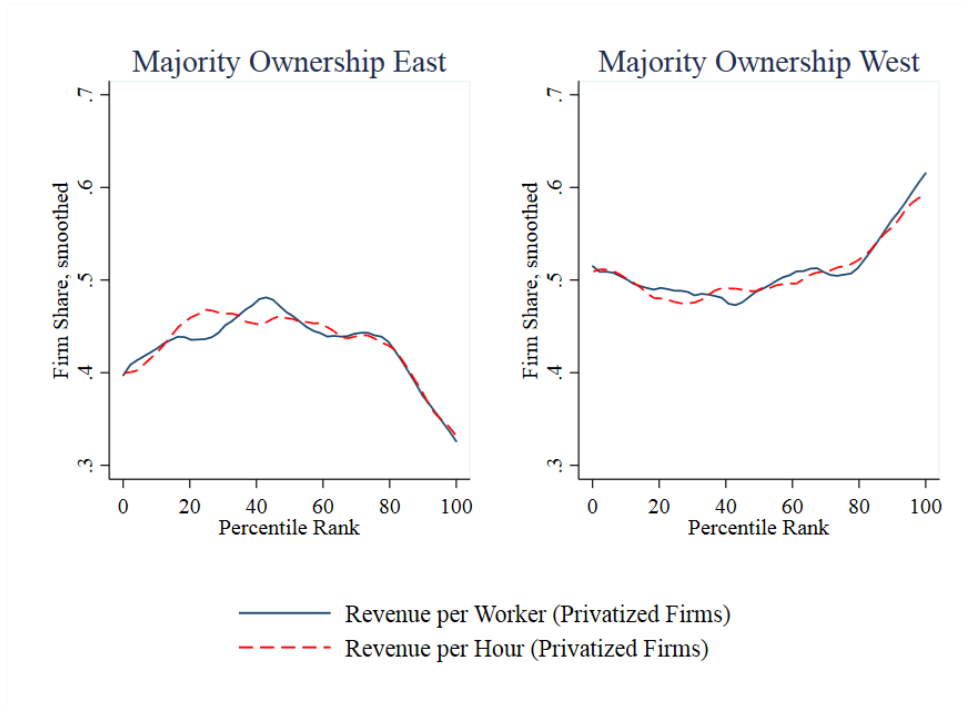 Majority Ownership East
Firm Share, smoothed
.7
.6
.5
.4
.3
0 20 40 60 80 100
Percentile Rank
Majority Ownership West
Firm Share, smoothed
.7
.6
.5
.4
.3
0 20 40 60 80 100
Percentile Rank
Revenue per Worker (Privatized Firms)
Revenue per Hour (Privatized Firms)